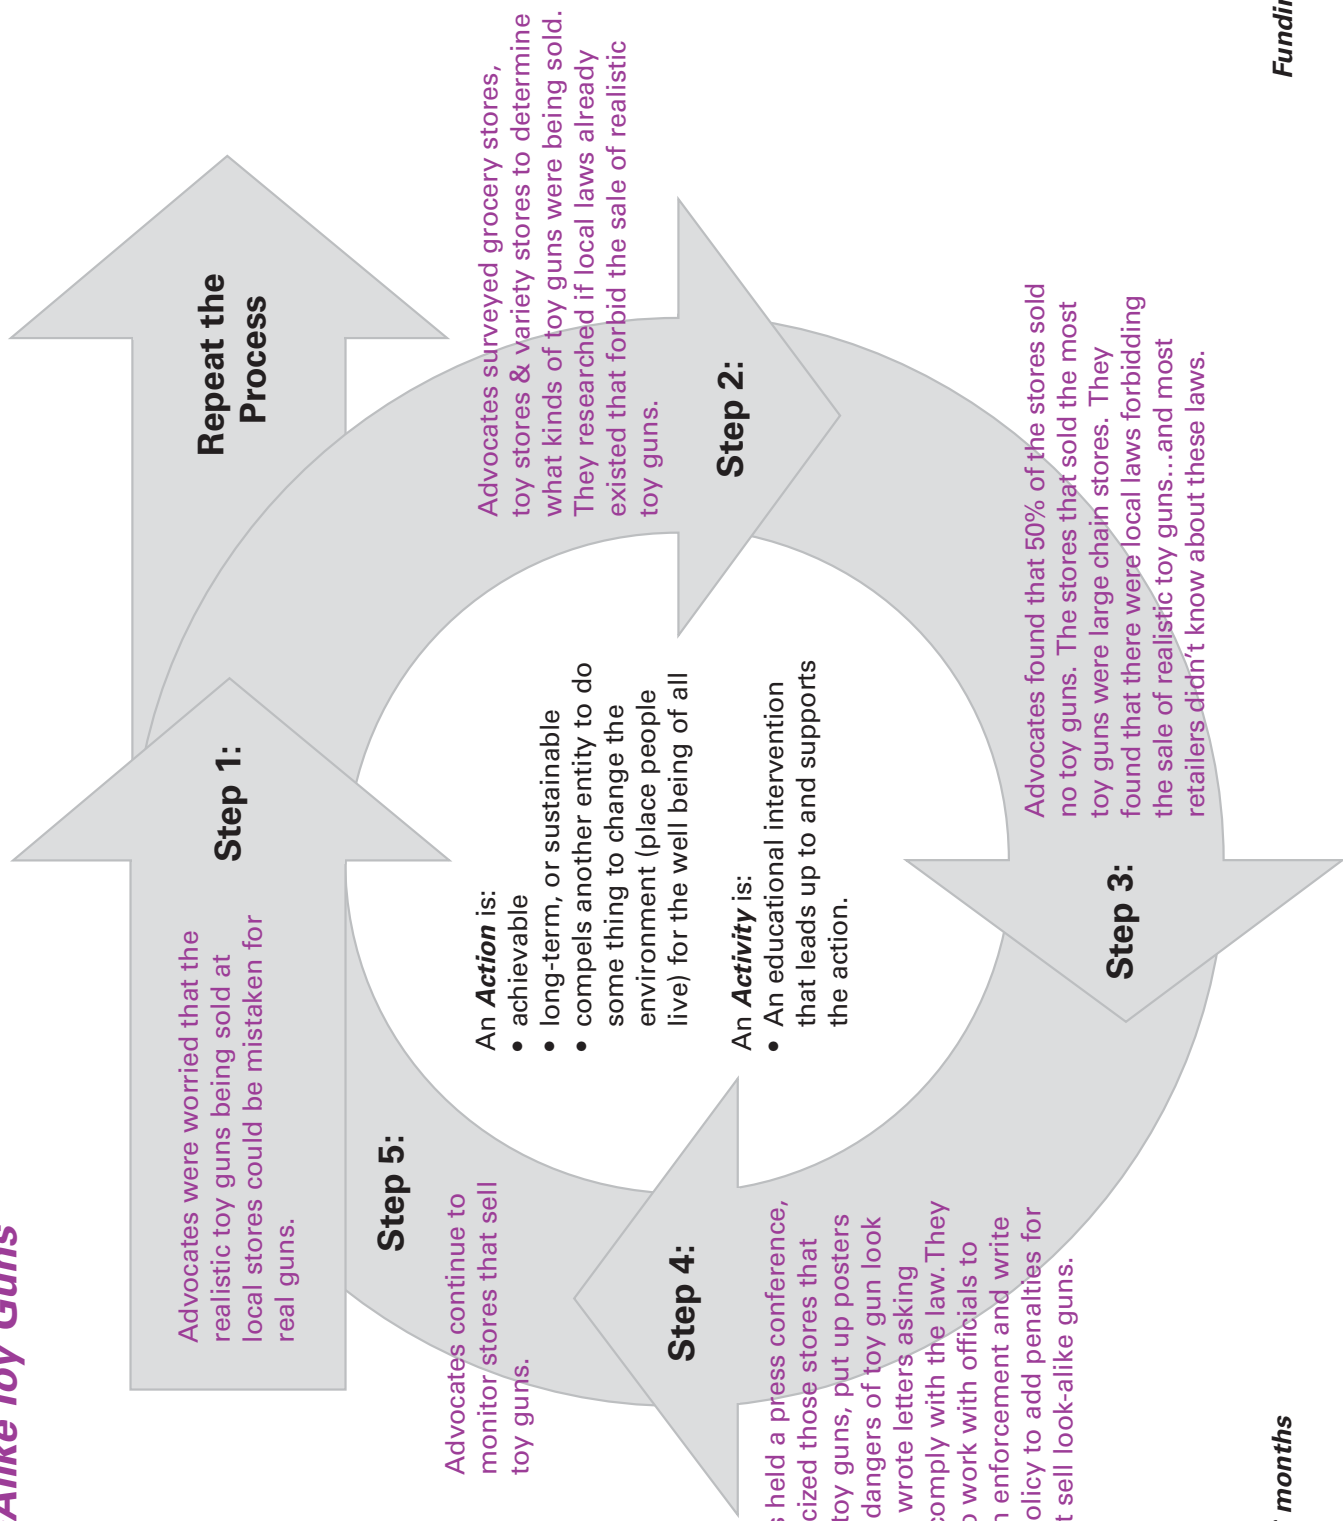 Alike Toy Guns
Repeat the
Process
Step 1:
Advocates were worried that the
realistic toy guns being sold at
local stores could be mistaken for
real guns.
Step 2:
Advocates surveyed grocery stores,
toy stores & variety stores to determine
what kinds of toy guns were being sold.
They researched if local laws already
existed that forbid the sale of realistic
toy guns.
Step 3:
Advocates found that 50% of the stores sold
no toy guns. The stores that sold the most
toy guns were large chain stores. They
found that there were local laws forbidding
the sale of realistic toy guns...and most
retailers didn't know about these laws.
Step 4:
held a press conference,
those stores that
toy guns, put up posters
dangers of toy gun look
wrote letters asking
comply with the law. They
work with officials to
enforcement and write
to add penalties for
sell look-alike guns.
Step 5:
Advocates continue to
monitor stores that sell
toy guns.
An Action is:
• achievable
• long-term, or sustainable
• compels another entity to do
some thing to change the
environment (place people
live) for the well being of all
An Activity is:
• An educational intervention
that leads up to and supports
the action.
months